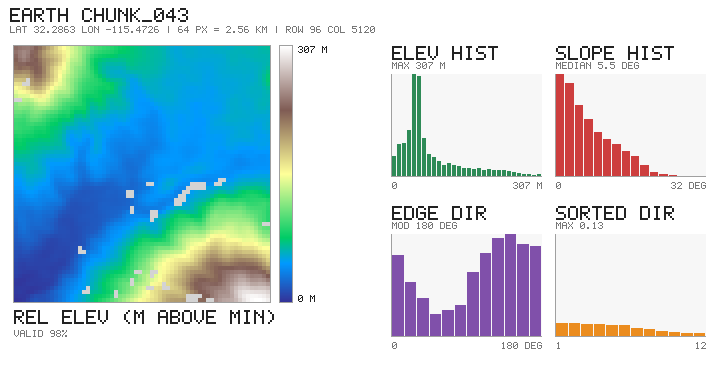 EARTH CHUNK_043
LAT 32.2863 LON -115.4726 | 64 PX = 2.56 KM | ROW 96 COL 5120
307 M
0 M
REL ELEV (M ABOVE MIN)
VALID 98%
ELEV HIST
MAX 307 M
0 307 M
SLOPE HIST
MEDIAN 5.5 DEG
0 32 DEG
EDGE DIR
MOD 180 DEG
0 180 DEG
SORTED DIR
MAX 0.13
1 12